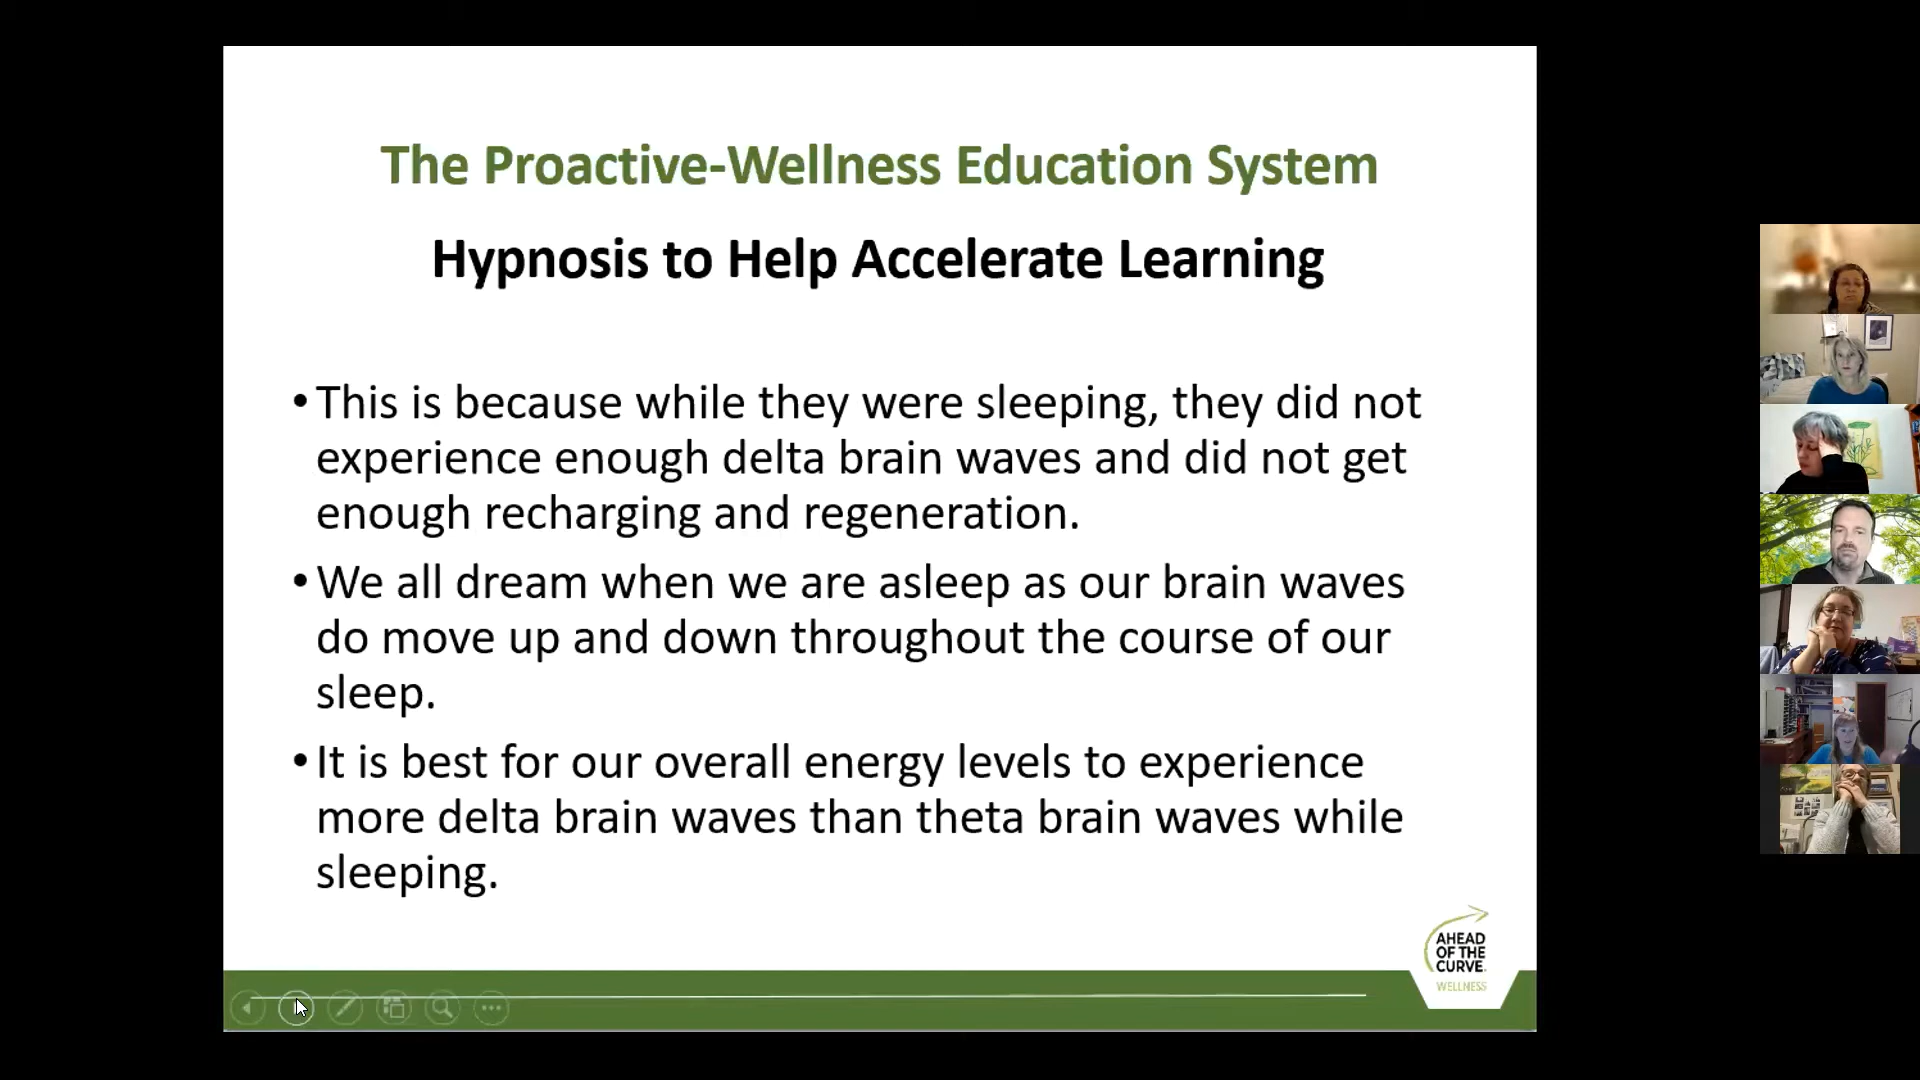 The Proactive-Wellness Education System
Hypnosis to Help Accelerate Learning
• This is because while they were sleeping, they did not
experience enough delta brain waves and did not get
enough recharging and regeneration.
• We all dream when we are asleep as our brain waves
do move up and down throughout the course of our
sleep.
• It is best for our overall energy levels to experience
more delta brain waves than theta brain waves while
sleeping.
AHEAD
OF THE
CURVE.
WELLNESS